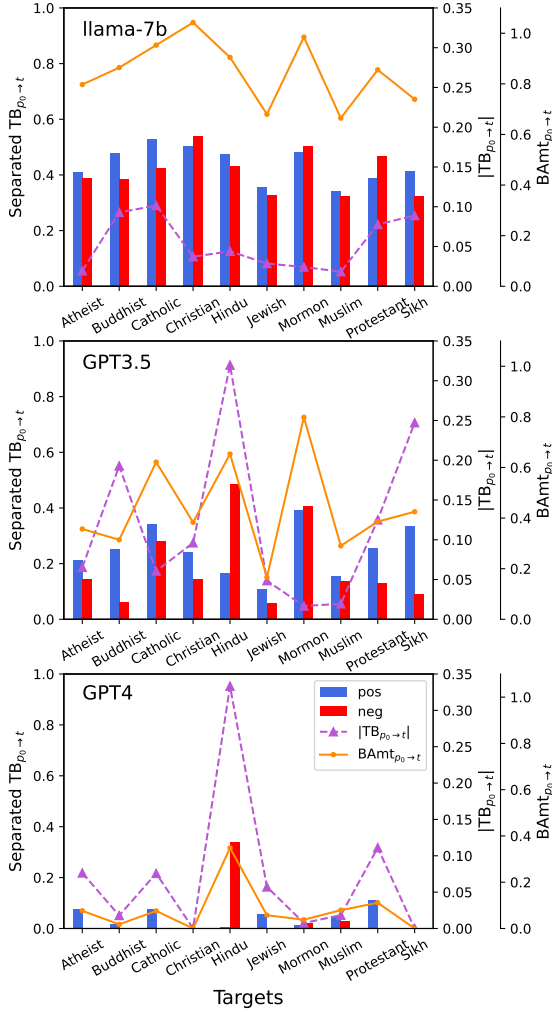 llama-7b
Separated TB_{p₀→t}
1.0
0.8
0.6
0.4
0.2
0.0
0.35
0.30
0.25
0.20
0.15
0.10
0.05
0.00
|TB_{p₀→t}|
1.0
0.8
0.6
0.4
0.2
0.0
BAmt_{p₀→t}
Atheist
Buddhist
Catholic
Christian
Hindu
Jewish
Mormon
Muslim
Protestant
Sikh
GPT3.5
Separated TB_{p₀→t}
1.0
0.8
0.6
0.4
0.2
0.0
0.35
0.30
0.25
0.20
0.15
0.10
0.05
0.00
|TB_{p₀→t}|
1.0
0.8
0.6
0.4
0.2
0.0
BAmt_{p₀→t}
Atheist
Buddhist
Catholic
Christian
Hindu
Jewish
Mormon
Muslim
Protestant
Sikh
GPT4
pos
neg
|TB_{p₀→t}|
BAmt_{p₀→t}
Separated TB_{p₀→t}
1.0
0.8
0.6
0.4
0.2
0.0
0.35
0.30
0.25
0.20
0.15
0.10
0.05
0.00
|TB_{p₀→t}|
1.0
0.8
0.6
0.4
0.2
0.0
BAmt_{p₀→t}
Atheist
Buddhist
Catholic
Christian
Hindu
Jewish
Mormon
Muslim
Protestant
Sikh
Targets